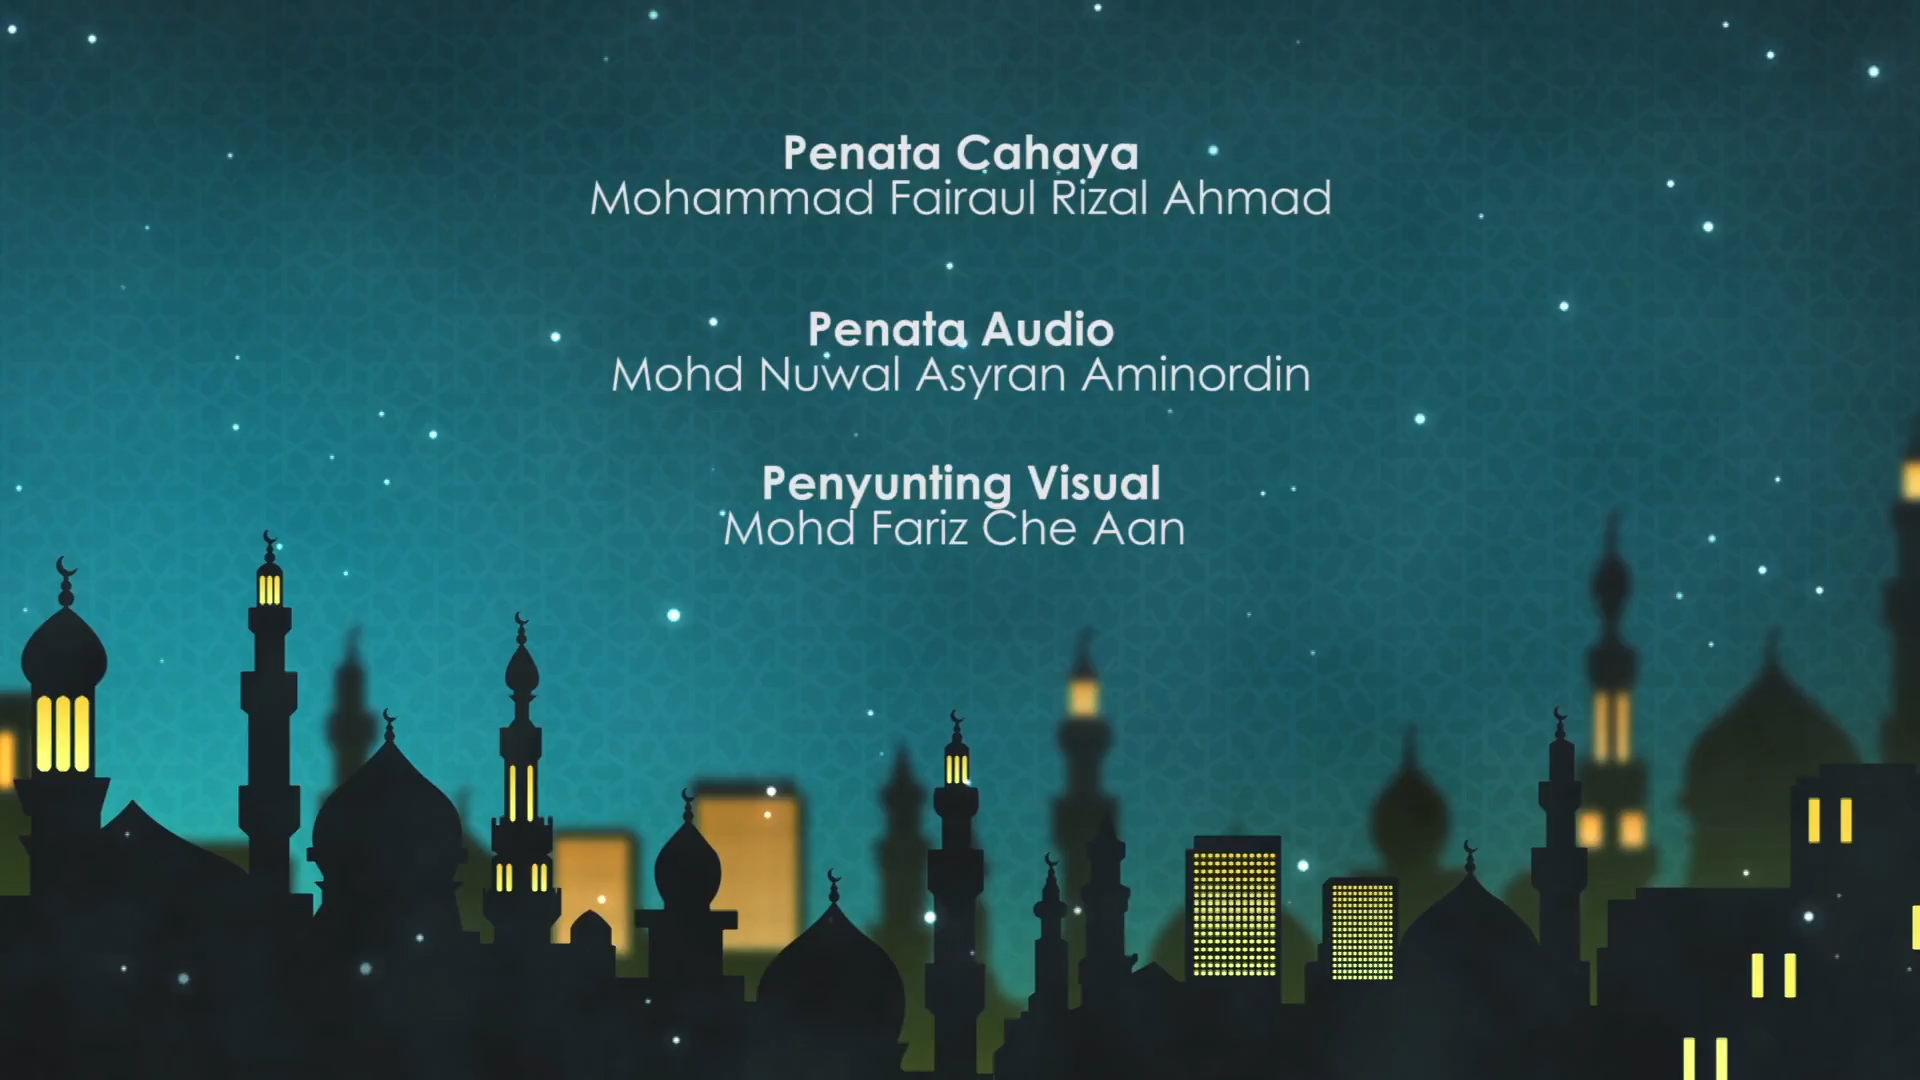 Penata Cahaya
Mohammad Fairaul Rizal Ahmad
Penata Audio
Mohd Nuwal Asyran Aminordin
Penyunting Visual
Mohd Fariz Che Aan